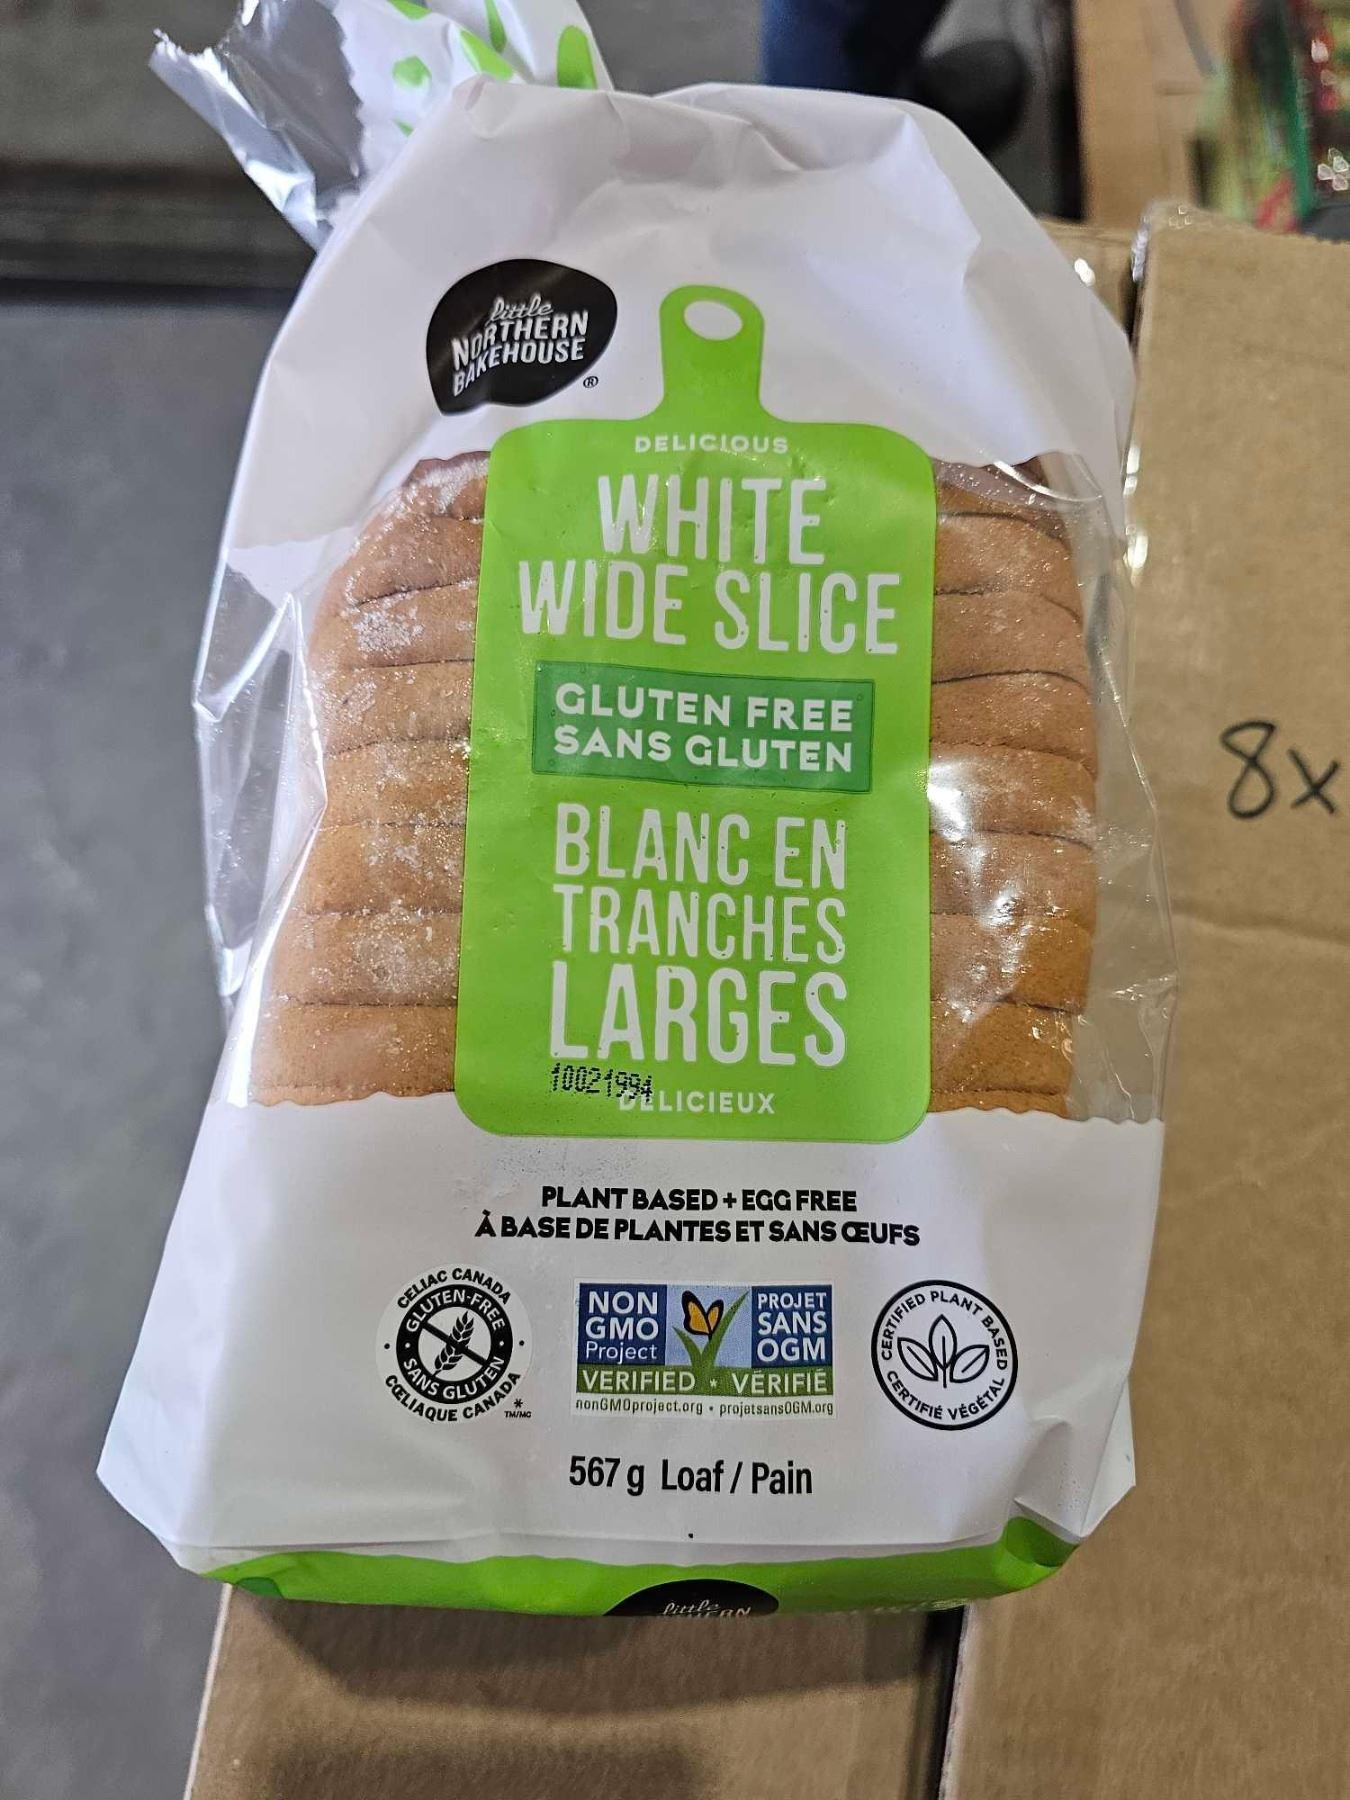 little
NORTHERN
BAKEHOUSE
®
DELICIOUS
WHITE
WIDE SLICE
GLUTEN FREE
SANS GLUTEN
BLANC EN
TRANCHES
LARGES
10021994
DELICIEUX
PLANT BASED + EGG FREE
À BASE DE PLANTES ET SANS ŒUFS
CELIAC CANADA
GLUTEN-FREE
SANS GLUTEN
CŒLIAQUE CANADA
*
TM/MC
NON
GMO
Project
PROJET
SANS
OGM
VERIFIED • VÉRIFIÉ
nonGMOproject.org • projetsansOGM.org
CERTIFIED PLANT BASED
CERTIFIÉ VÉGÉTAL
567 g Loaf / Pain
little
8x